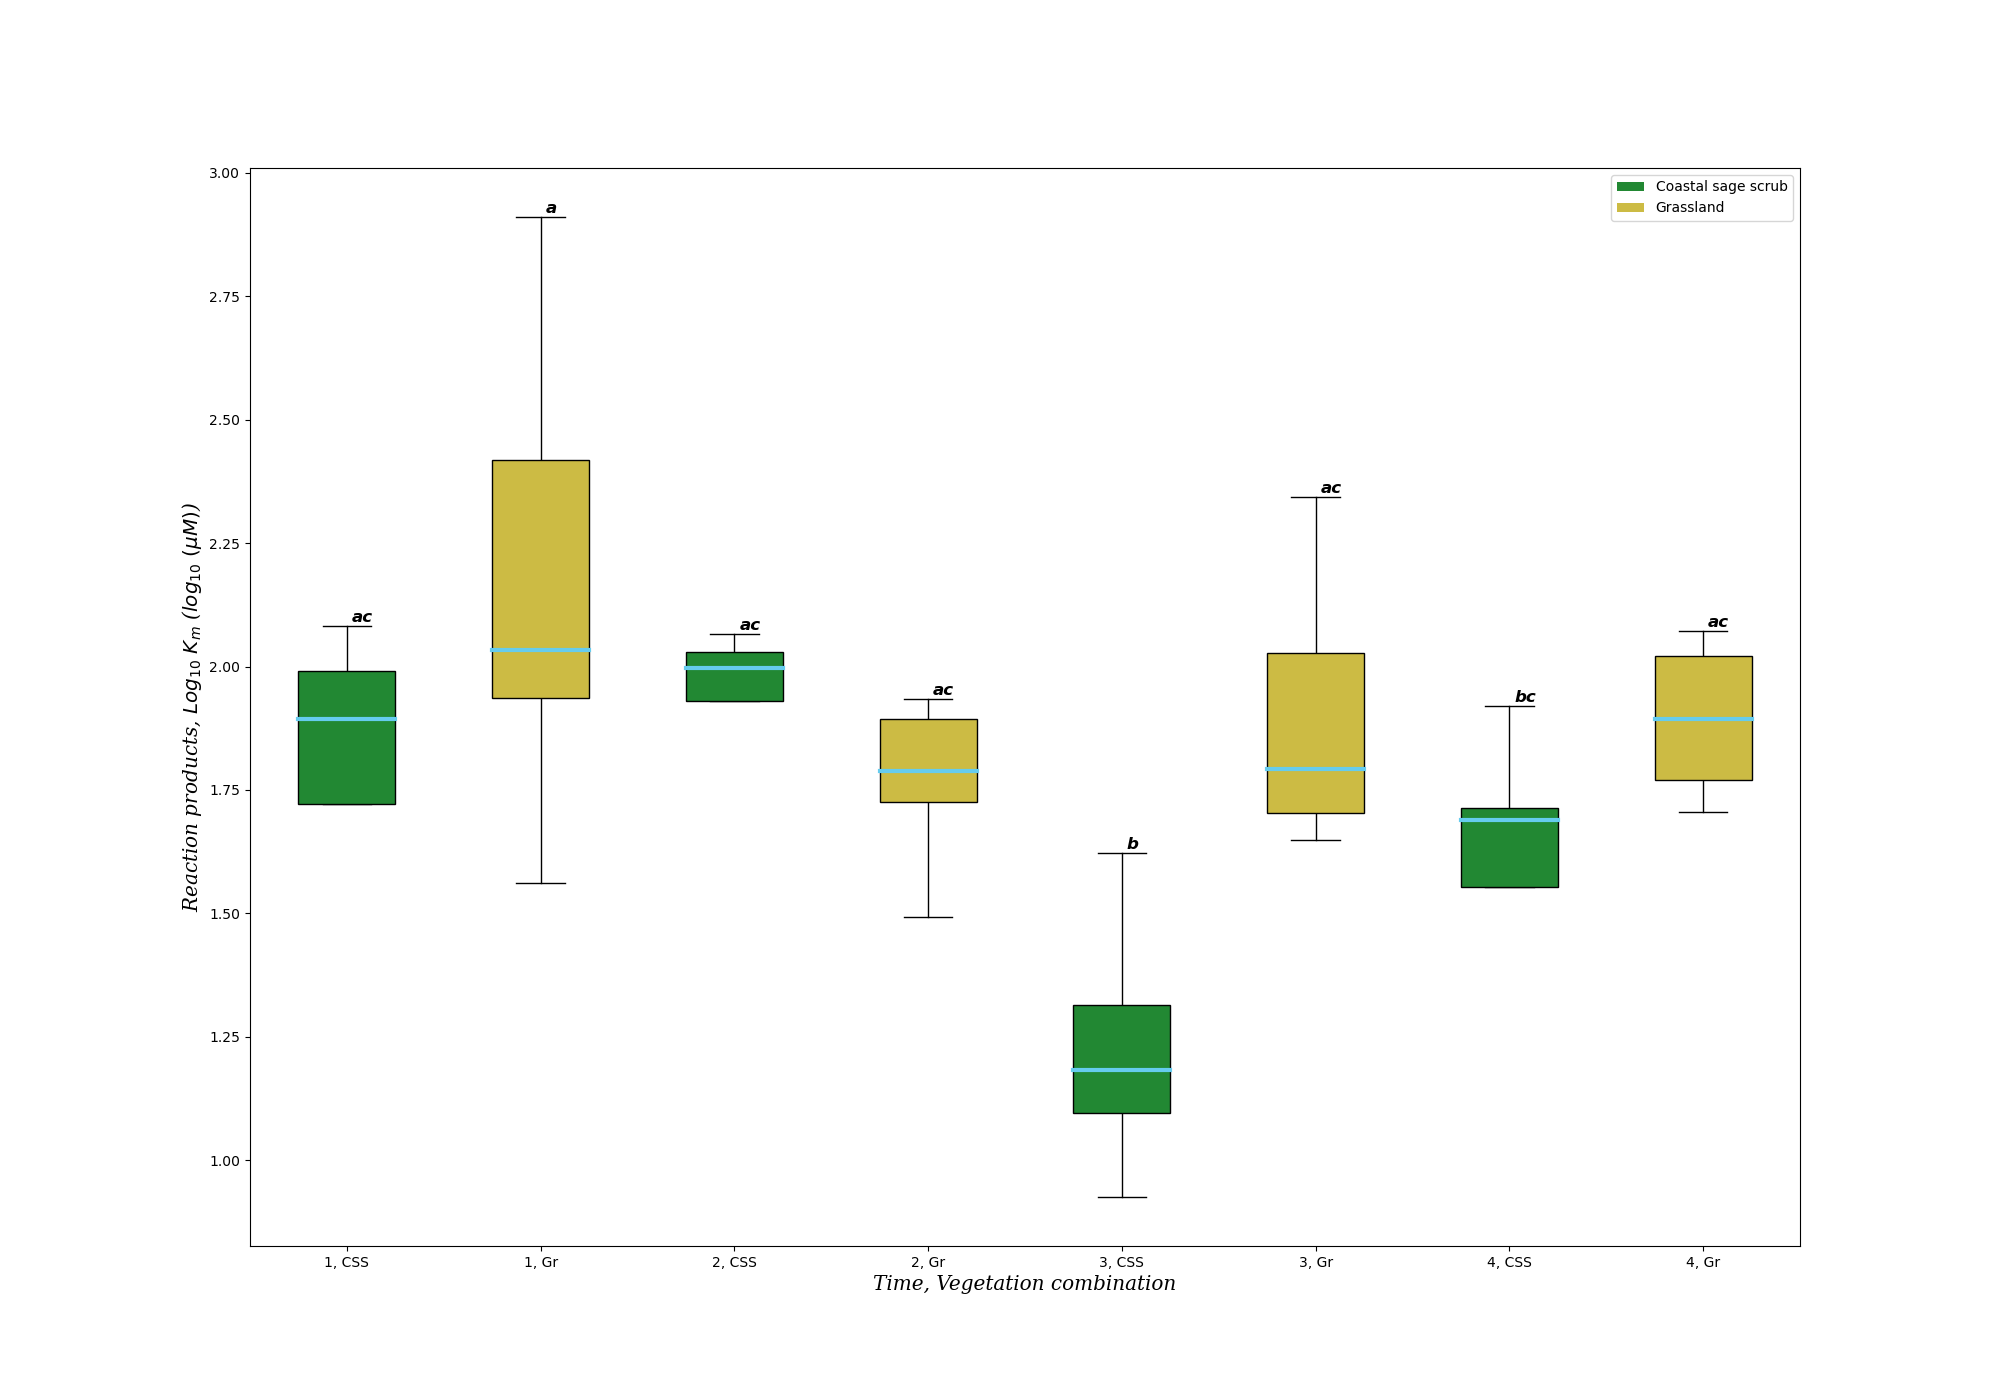 Coastal sage scrub
Grassland
Reaction products, Log₁₀ Kₘ (log₁₀ (μM))
3.00
2.75
2.50
2.25
2.00
1.75
1.50
1.25
1.00
ac
a
ac
ac
b
ac
bc
ac
1, CSS
1, Gr
2, CSS
2, Gr
3, CSS
3, Gr
4, CSS
4, Gr
Time, Vegetation combination